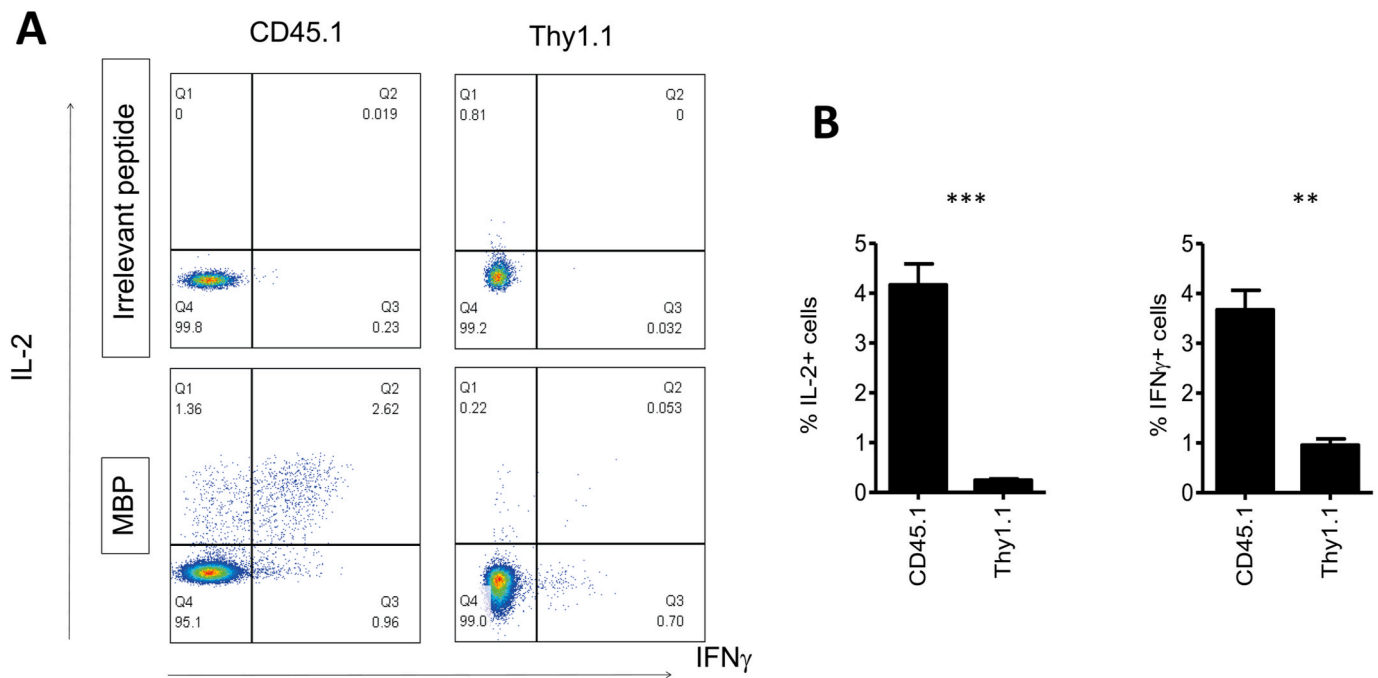 A
CD45.1
Thy1.1
IL-2
Irrelevant peptide
Q1
0
Q2
0.019
Q4
99.8
Q3
0.23
Q1
0.81
Q2
0
Q4
99.2
Q3
0.032
MBP
Q1
1.36
Q2
2.62
Q4
95.1
Q3
0.96
Q1
0.22
Q2
0.053
Q4
99.0
Q3
0.70
IFNγ
B
***
% IL-2+ cells
5
4
3
2
1
0
CD45.1
Thy1.1
**
% IFNγ+ cells
5
4
3
2
1
0
CD45.1
Thy1.1